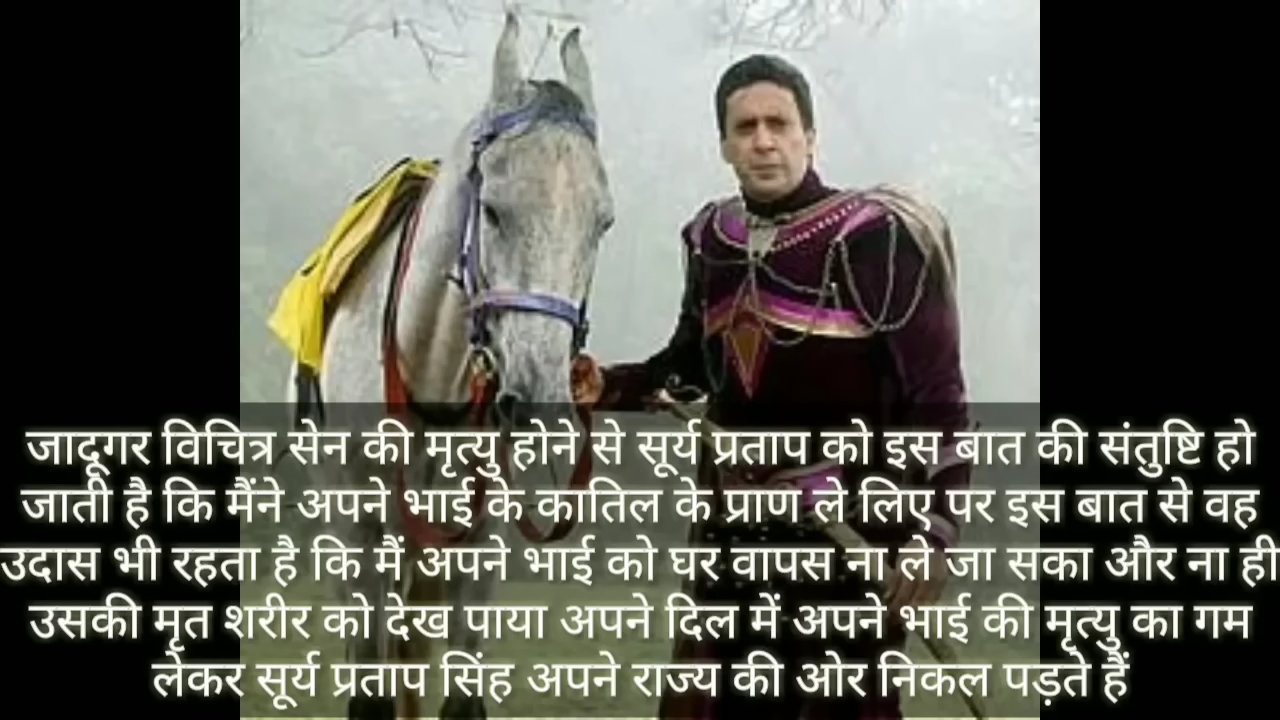 जादूगर विचित्र सेन की मृत्यु होने से सूर्य प्रताप को इस बात की संतुष्टि हो
जाती है कि मैंने अपने भाई के कातिल के प्राण ले लिए पर इस बात से वह
उदास भी रहता है कि मैं अपने भाई को घर वापस ना ले जा सका और ना ही
उसकी मृत शरीर को देख पाया अपने दिल में अपने भाई की मृत्यु का गम
लेकर सूर्य प्रताप सिंह अपने राज्य की ओर निकल पड़ते हैं